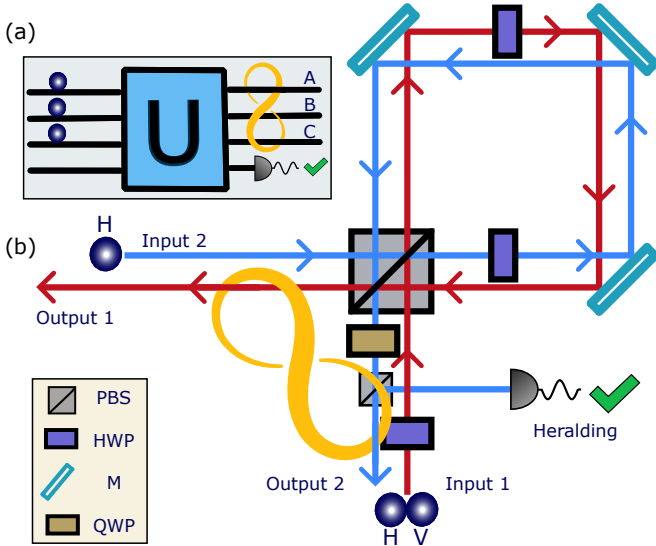 (a)
A
B
C
U
(b)
H
Input 2
Output 1
PBS
HWP
M
QWP
Heralding
Output 2
Input 1
H V